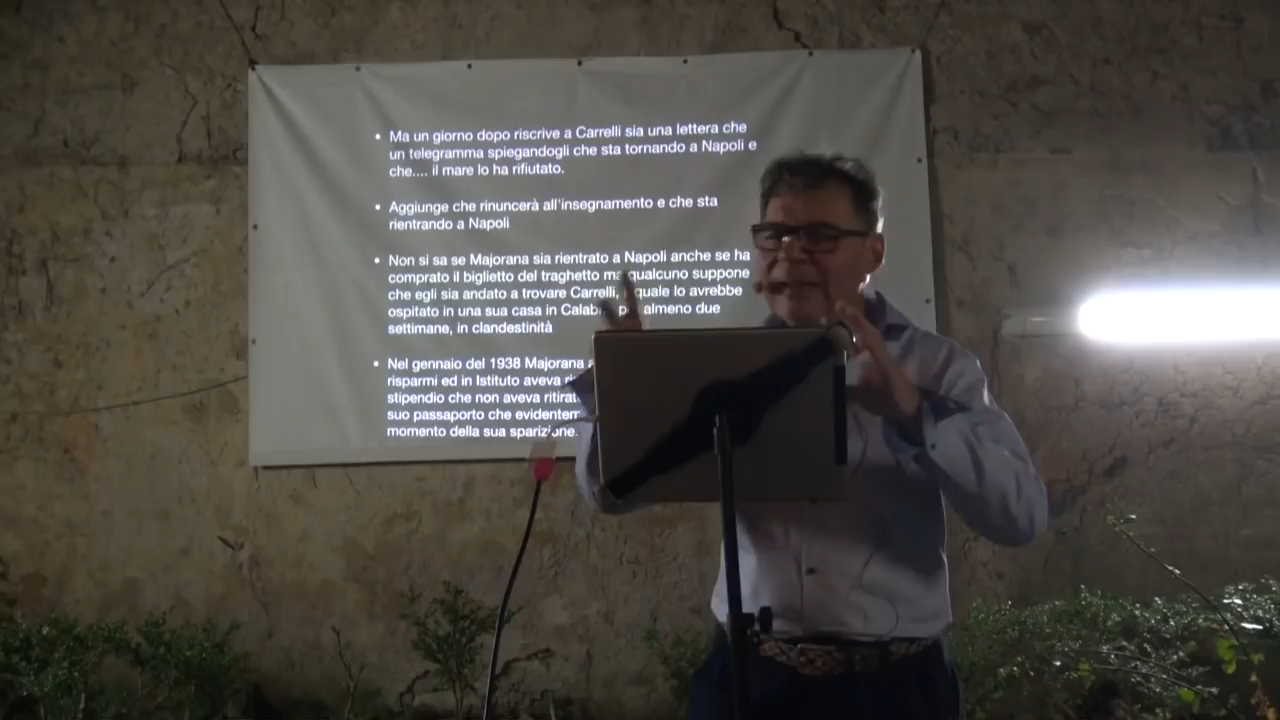 • Ma un giorno dopo riscrive a Carrelli sia una lettera che
un telegramma spiegandogli che sta tornando a Napoli e
che.... il mare lo ha rifiutato.
• Aggiunge che rinuncerà all'insegnamento e che sta
rientrando a Napoli
• Non si sa se Majorana sia rientrato a Napoli anche se ha
comprato il biglietto del traghetto ma qualcuno suppone
che egli sia andato a trovare Carrelli, quale lo avrebbe
ospitato in una sua casa in almeno due
settimane, in clandestinità
• Nel gennaio del 1938 Majorana
risparmi ed in Istituto aveva
stipendio che non aveva
suo passaporto che
momento della sua sparizione.